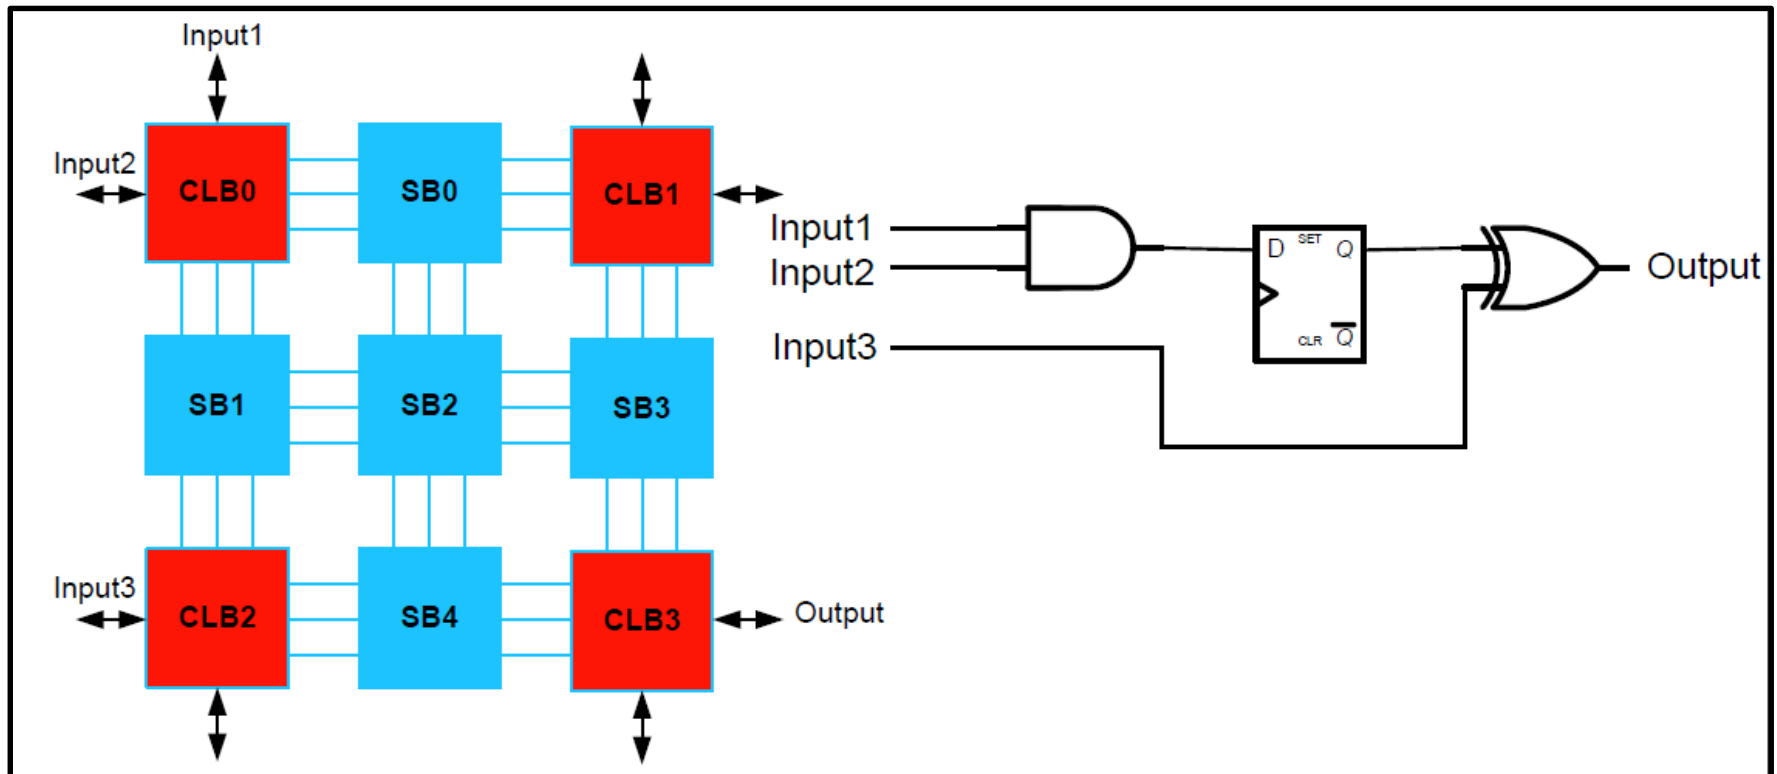 Input1
Input2
CLB0
SB0
CLB1
SB1
SB2
SB3
Input3
CLB2
SB4
CLB3
Output
Input1
Input2
Input3
D
SET
Q
CLR
Q
Output